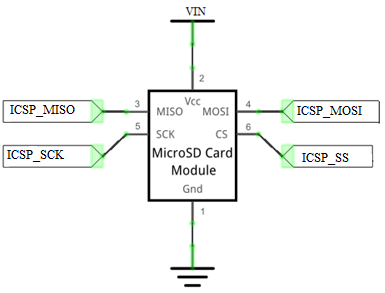 VIN
2
Vcc
ICSP_MISO
3
MISO
MOSI
4
ICSP_MOSI
ICSP_SCK
5
SCK
CS
6
ICSP_SS
MicroSD Card
Module
Gnd
1